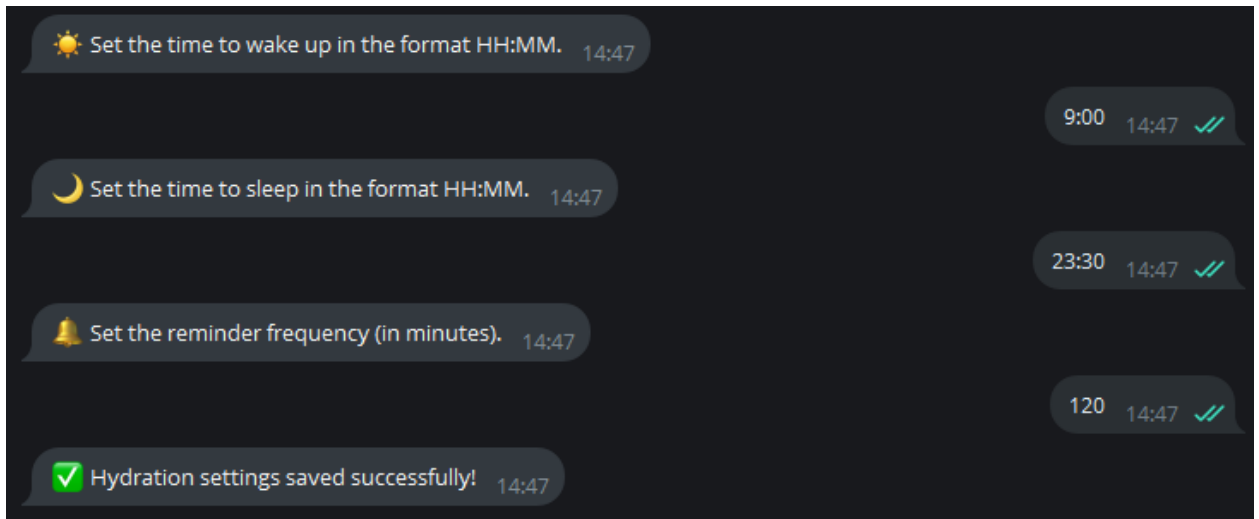 ☀️ Set the time to wake up in the format HH:MM. 14:47
9:00 14:47
🌙 Set the time to sleep in the format HH:MM. 14:47
23:30 14:47
🔔 Set the reminder frequency (in minutes). 14:47
120 14:47
✅ Hydration settings saved successfully! 14:47